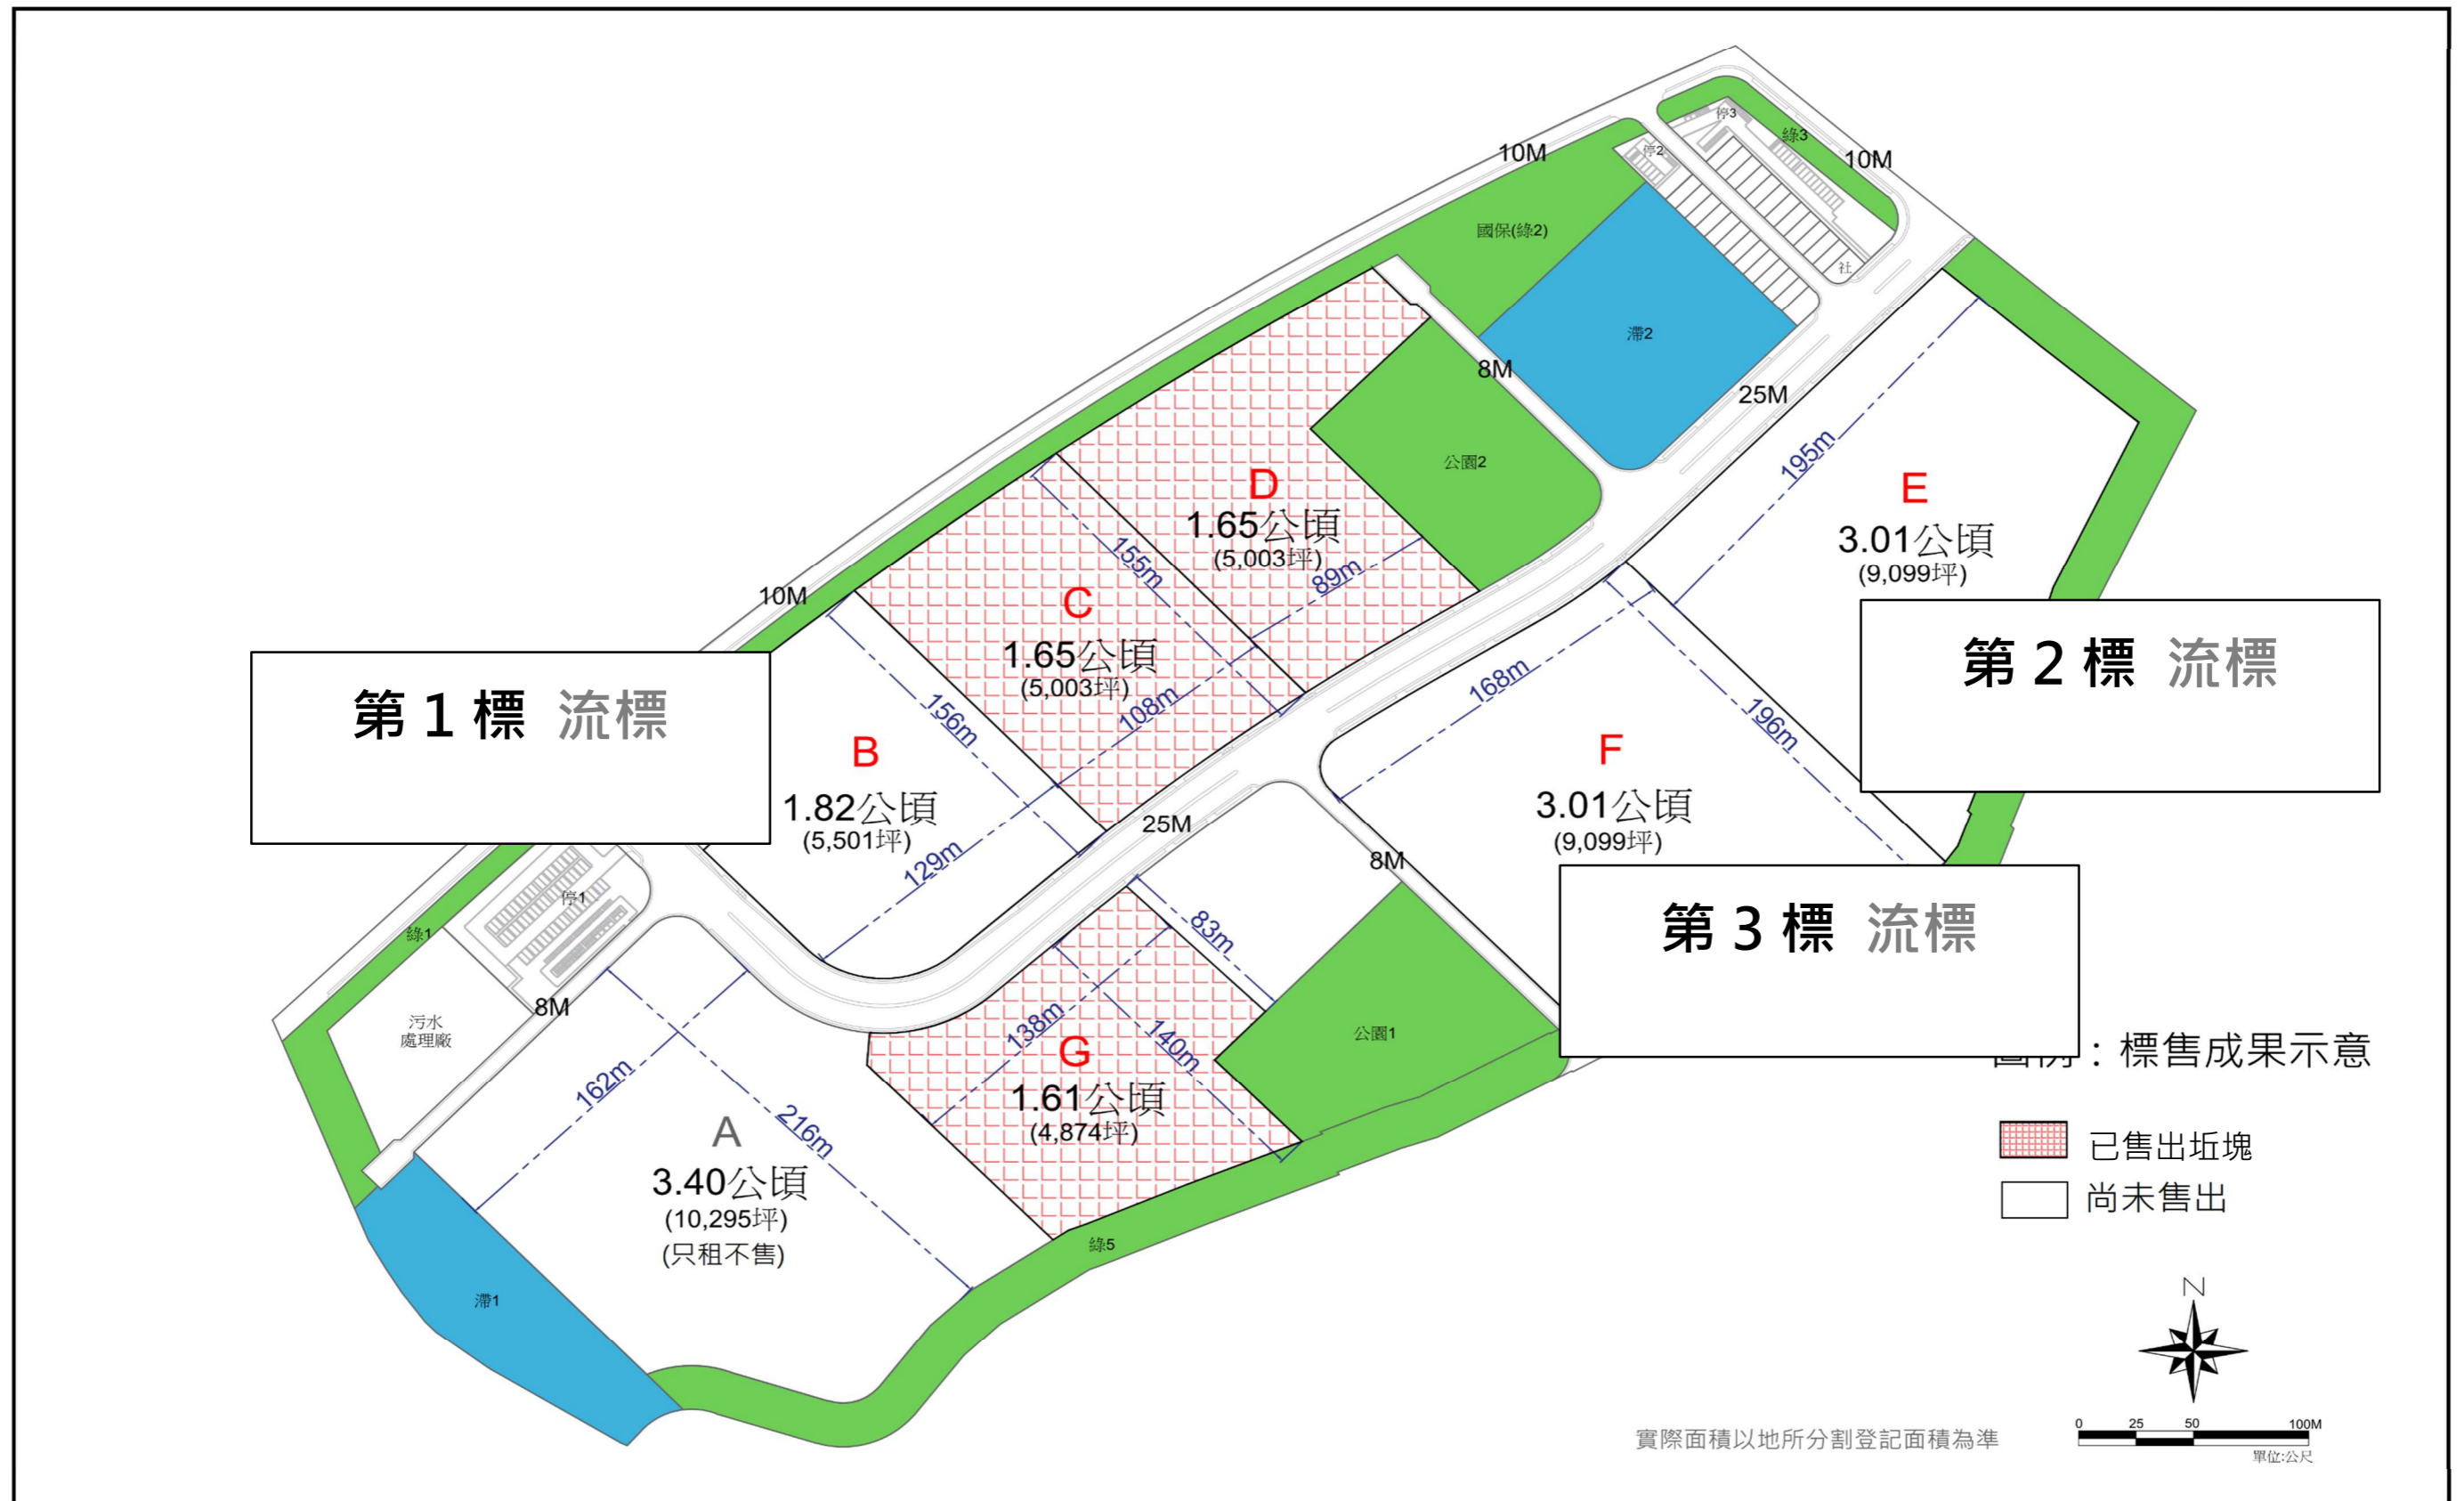 停3
綠3
10M
10M
停2
國保(綠2)
社
滯2
8M
25M
公園2
195m
D
1.65公頃
(5,003坪)
E
3.01公頃
(9,099坪)
155m
89m
10M
C
1.65公頃
(5,003坪)
第2標 流標
第1標 流標
156m
108m
168m
196m
B
1.82公頃
(5,501坪)
F
3.01公頃
(9,099坪)
25M
129m
8M
停1
綠1
83m
第3標 流標
8M
污水
處理廠
138m
140m
公園1
G
1.61公頃
(4,874坪)
：標售成果示意
162m
216m
A
3.40公頃
(10,295坪)
(只租不售)
已售出坵塊
尚未售出
綠5
滯1
N
實際面積以地所分割登記面積為準
0 25 50 100M
單位:公尺